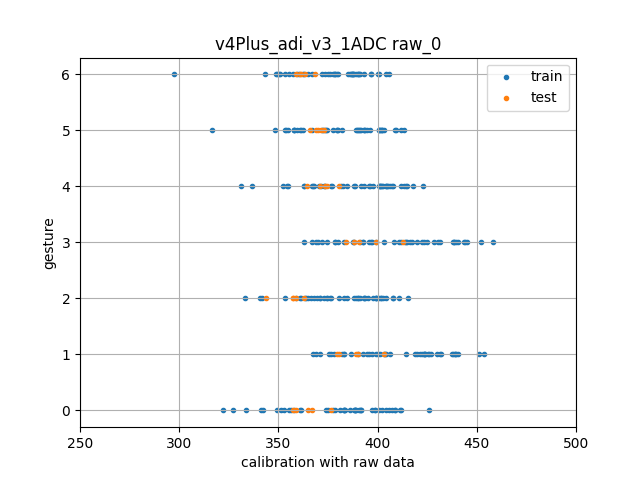 v4Plus_adi_v3_1ADC raw_0
train
test
gesture
6
5
4
3
2
1
0
250 300 350 400 450 500
calibration with raw data